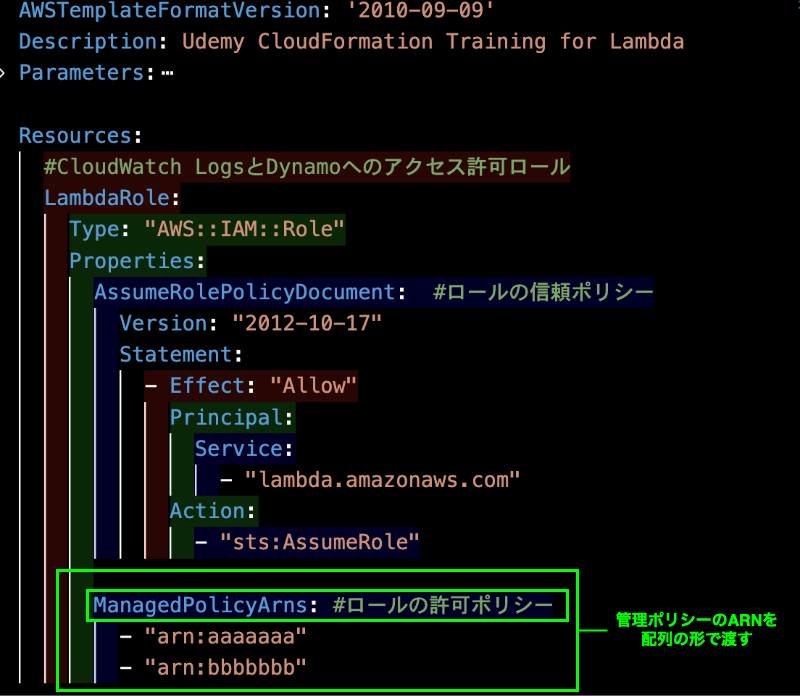 AWSTemplateFormatVersion: '2010-09-09'
Description: Udemy CloudFormation Training for Lambda
Parameters:…
Resources:
#CloudWatch LogsとDynamoへのアクセス許可ロール
LambdaRole:
Type: "AWS::IAM::Role"
Properties:
AssumeRolePolicyDocument: #ロールの信頼ポリシー
Version: "2012-10-17"
Statement:
- Effect: "Allow"
Principal:
Service:
- "lambda.amazonaws.com"
Action:
- "sts:AssumeRole"
ManagedPolicyArns: #ロールの許可ポリシー
- "arn:aaaaaaa"
- "arn:bbbbbbb"
管理ポリシーのARNを
配列の形で渡す